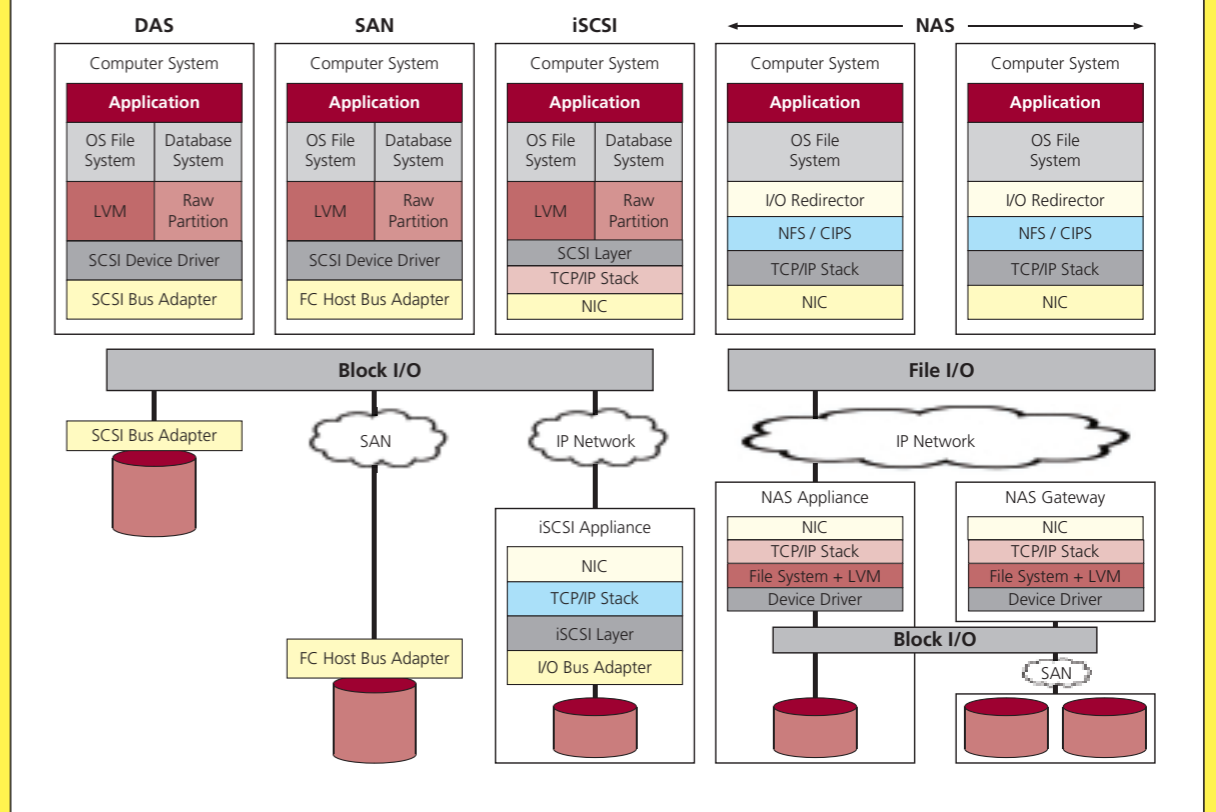 DAS
SAN
iSCSI
NAS
Computer System
Application
OS File
System
Database
System
LVM
Raw
Partition
SCSI Device Driver
SCSI Bus Adapter
Computer System
Application
OS File
System
Database
System
LVM
Raw
Partition
SCSI Device Driver
FC Host Bus Adapter
Computer System
Application
OS File
System
Database
System
LVM
Raw
Partition
SCSI Layer
TCP/IP Stack
NIC
Computer System
Application
OS File
System
I/O Redirector
NFS / CIPS
TCP/IP Stack
NIC
Computer System
Application
OS File
System
I/O Redirector
NFS / CIPS
TCP/IP Stack
NIC
Block I/O
File I/O
SCSI Bus Adapter
SAN
IP Network
IP Network
FC Host Bus Adapter
iSCSI Appliance
NIC
TCP/IP Stack
iSCSI Layer
I/O Bus Adapter
NAS Appliance
NIC
TCP/IP Stack
File System + LVM
Device Driver
NAS Gateway
NIC
TCP/IP Stack
File System + LVM
Device Driver
Block I/O
SAN